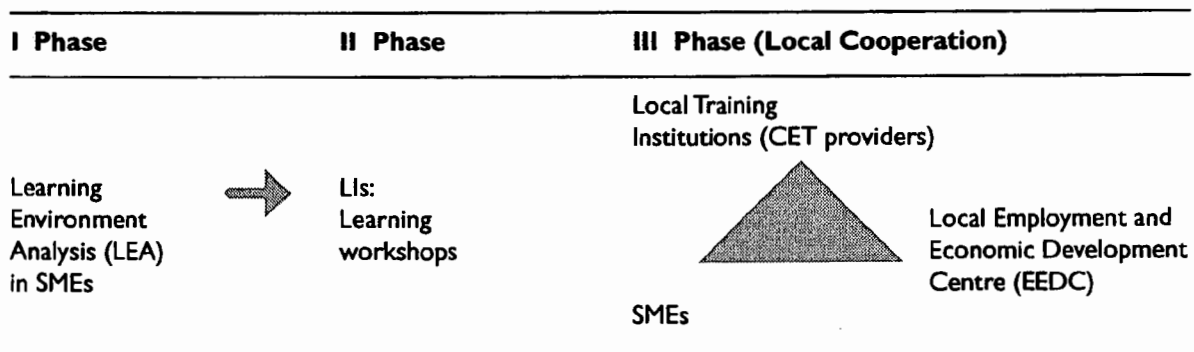 I Phase
II Phase
III Phase (Local Cooperation)
Learning
Environment
Analysis (LEA)
in SMEs
LIs:
Learning
workshops
Local Training
Institutions (CET providers)
Local Employment and
Economic Development
Centre (EEDC)
SMEs